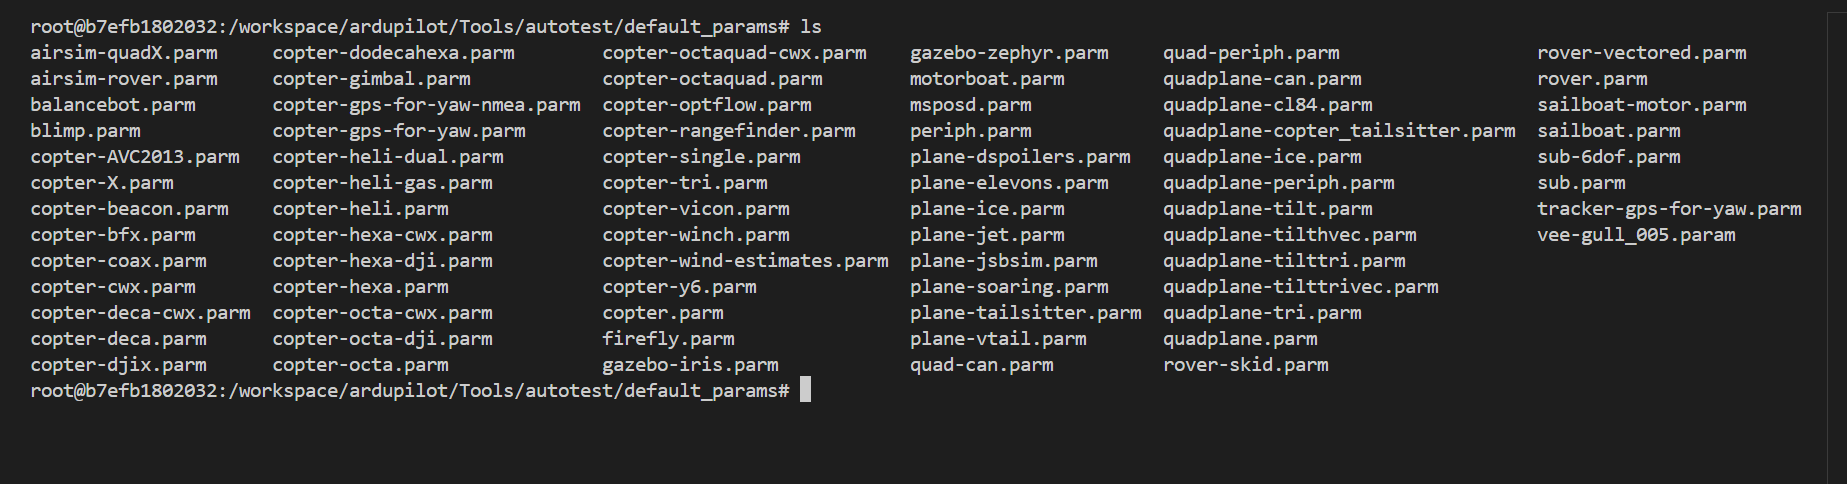 root@b7efb1802032:/workspace/ardupilot/Tools/autotest/default_params# ls
airsim-quadX.parm copter-dodecahexa.parm copter-octaquad-cwx.parm gazebo-zephyr.parm quad-periph.parm rover-vectored.parm
airsim-rover.parm copter-gimbal.parm copter-octaquad.parm motorboat.parm quadplane-can.parm rover.parm
balancebot.parm copter-gps-for-yaw-nmea.parm copter-optflow.parm msposd.parm quadplane-cl84.parm sailboat-motor.parm
blimp.parm copter-gps-for-yaw.parm copter-rangefinder.parm periph.parm quadplane-copter_tailsitter.parm sailboat.parm
copter-AVC2013.parm copter-heli-dual.parm copter-single.parm plane-dspoilers.parm quadplane-ice.parm sub-6dof.parm
copter-X.parm copter-heli-gas.parm copter-tri.parm plane-elevons.parm quadplane-periph.parm sub.parm
copter-beacon.parm copter-heli.parm copter-vicon.parm plane-ice.parm quadplane-tilt.parm tracker-gps-for-yaw.parm
copter-bfx.parm copter-hexa-cwx.parm copter-winch.parm plane-jet.parm quadplane-tilthvec.parm vee-gull_005.param
copter-coax.parm copter-hexa-dji.parm copter-wind-estimates.parm plane-jsbsim.parm quadplane-tilttri.parm
copter-cwx.parm copter-hexa.parm copter-y6.parm plane-soaring.parm quadplane-tilttrivec.parm
copter-deca-cwx.parm copter-octa-cwx.parm copter.parm plane-tailsitter.parm quadplane-tri.parm
copter-deca.parm copter-octa-dji.parm firefly.parm plane-vtail.parm quadplane.parm
copter-djix.parm copter-octa.parm gazebo-iris.parm quad-can.parm rover-skid.parm
root@b7efb1802032:/workspace/ardupilot/Tools/autotest/default_params#